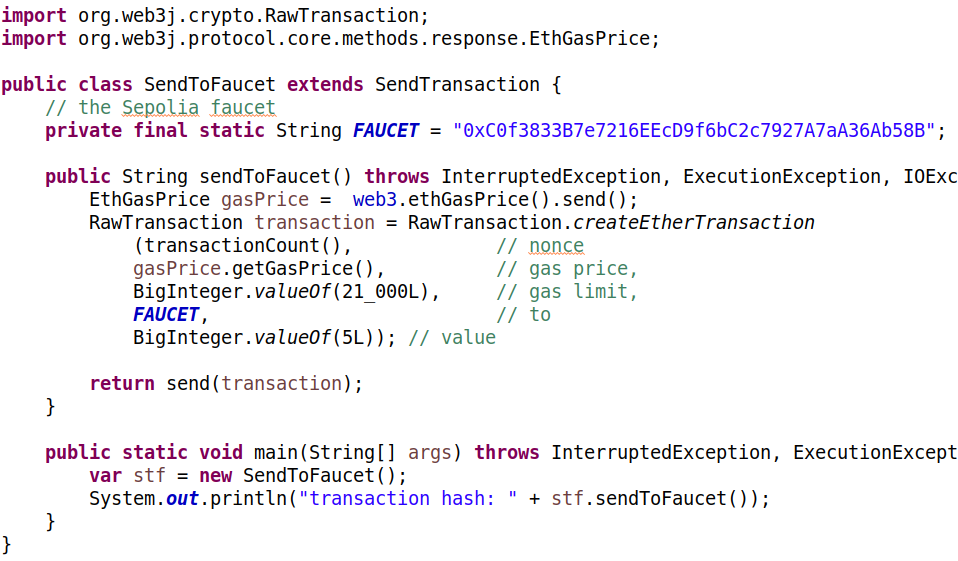 import org.web3j.crypto.RawTransaction;
import org.web3j.protocol.core.methods.response.EthGasPrice;

public class SendToFaucet extends SendTransaction {
    // the Sepolia faucet
    private final static String FAUCET = "0xC0f3833B7e7216EEcD9f6bC2c7927A7aA36Ab58B";

    public String sendToFaucet() throws InterruptedException, ExecutionException, IOExc
        EthGasPrice gasPrice =  web3.ethGasPrice().send();
        RawTransaction transaction = RawTransaction.createEtherTransaction
            (transactionCount(),             // nonce
            gasPrice.getGasPrice(),          // gas price,
            BigInteger.valueOf(21_000L),     // gas limit,
            FAUCET,                          // to
            BigInteger.valueOf(5L)); // value

        return send(transaction);
    }

    public static void main(String[] args) throws InterruptedException, ExecutionExcept
        var stf = new SendToFaucet();
        System.out.println("transaction hash: " + stf.sendToFaucet());
    }
}